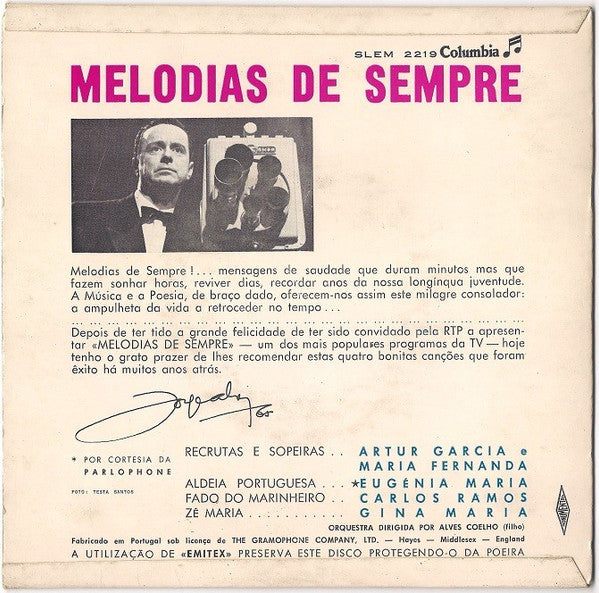 SLEM 2219 Columbia
MELODIAS DE SEMPRE
Melodias de Sempre!... mensagens de saudade que duram minutos mas que
fazem sonhar horas, reviver dias, recordar anos da nossa longínqua juventude.
A Música e a Poesia, de braço dado, oferecem-nos assim este milagre consolador:
a ampulheta da vida a retroceder no tempo...
Depois de ter tido a grande felicidade de ter sido convidado pela RTP a apresen-
tar «MELODIAS DE SEMPRE» — um dos mais populares programas da TV — hoje
tenho o grato prazer de lhes recomendar estas quatro bonitas canções que foram
êxito há muitos anos atrás.
65
* POR CORTESIA DA
PARLOPHONE
FOTO: TESTA SANTOS
RECRUTAS E SOPEIRAS .. ARTUR GARCIA e
MARIA FERNANDA
ALDEIA PORTUGUESA .... *EUGÉNIA MARIA
FADO DO MARINHEIRO .. CARLOS RAMOS
ZÉ MARIA ........... GINA MARIA
ORQUESTRA DIRIGIDA POR ALVES COELHO (filho)
Fabricado em Portugal sob licença de THE GRAMOPHONE COMPANY, LTD. — Hayes — Middlesex — England
A UTILIZAÇÃO DE «EMITEX» PRESERVA ESTE DISCO PROTEGENDO-O DA POEIRA